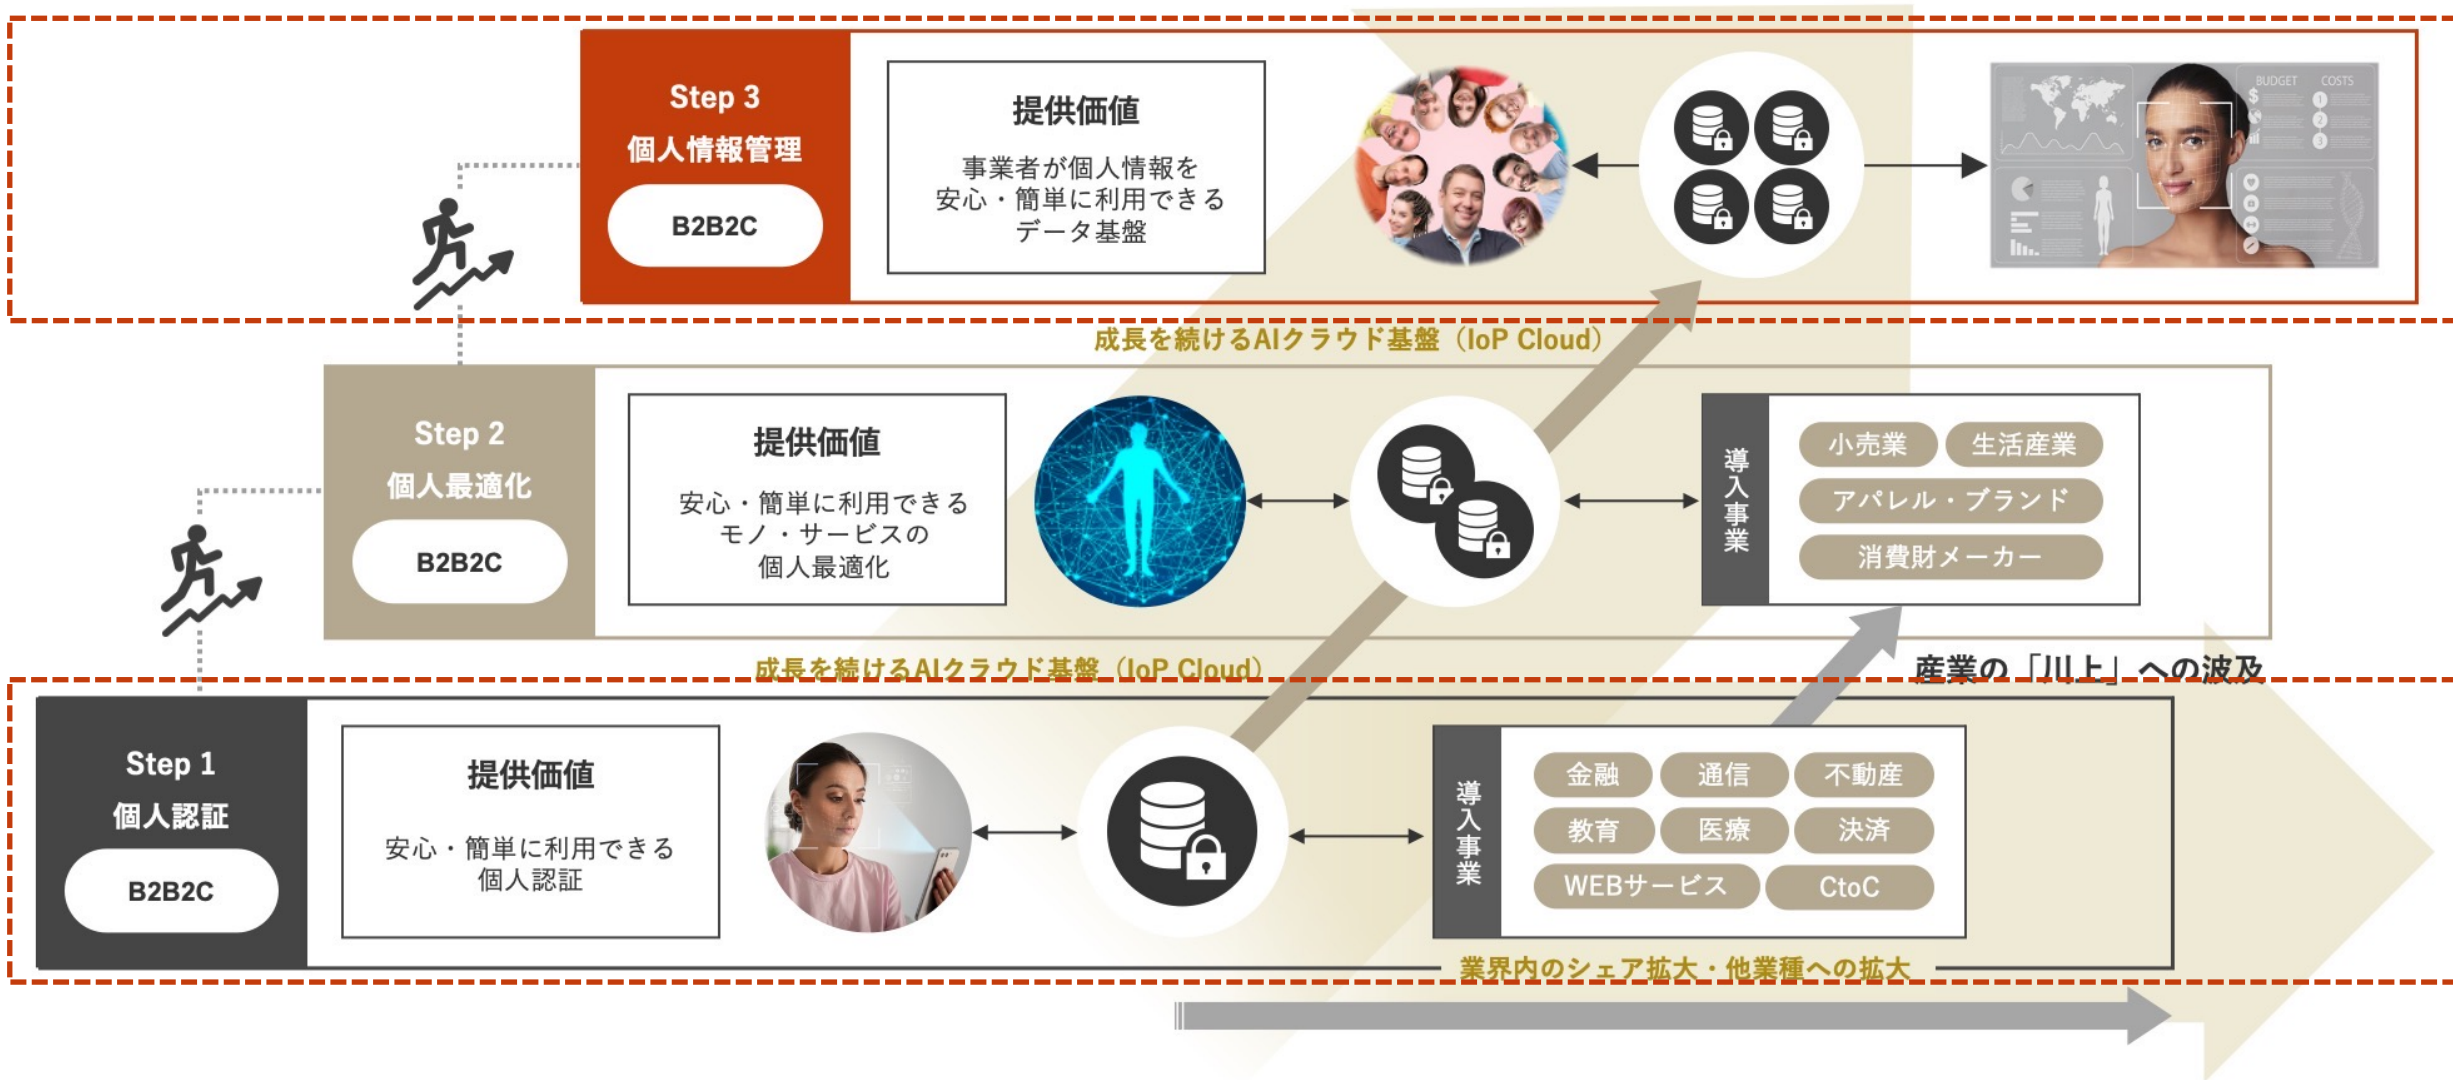 Step 3
個人情報管理
B2B2C
提供価値
事業者が個人情報を
安心・簡単に利用できる
データ基盤
BUDGET
COSTS
$
1
2
3
成長を続けるAIクラウド基盤（IoP Cloud）
Step 2
個人最適化
B2B2C
提供価値
安心・簡単に利用できる
モノ・サービスの
個人最適化
導入事業
小売業
生活産業
アパレル・ブランド
消費財メーカー
成長を続けるAIクラウド基盤（IoP Cloud）
産業の「川上」への波及
Step 1
個人認証
B2B2C
提供価値
安心・簡単に利用できる
個人認証
導入事業
金融
通信
不動産
教育
医療
決済
WEBサービス
CtoC
業界内のシェア拡大・他業種への拡大